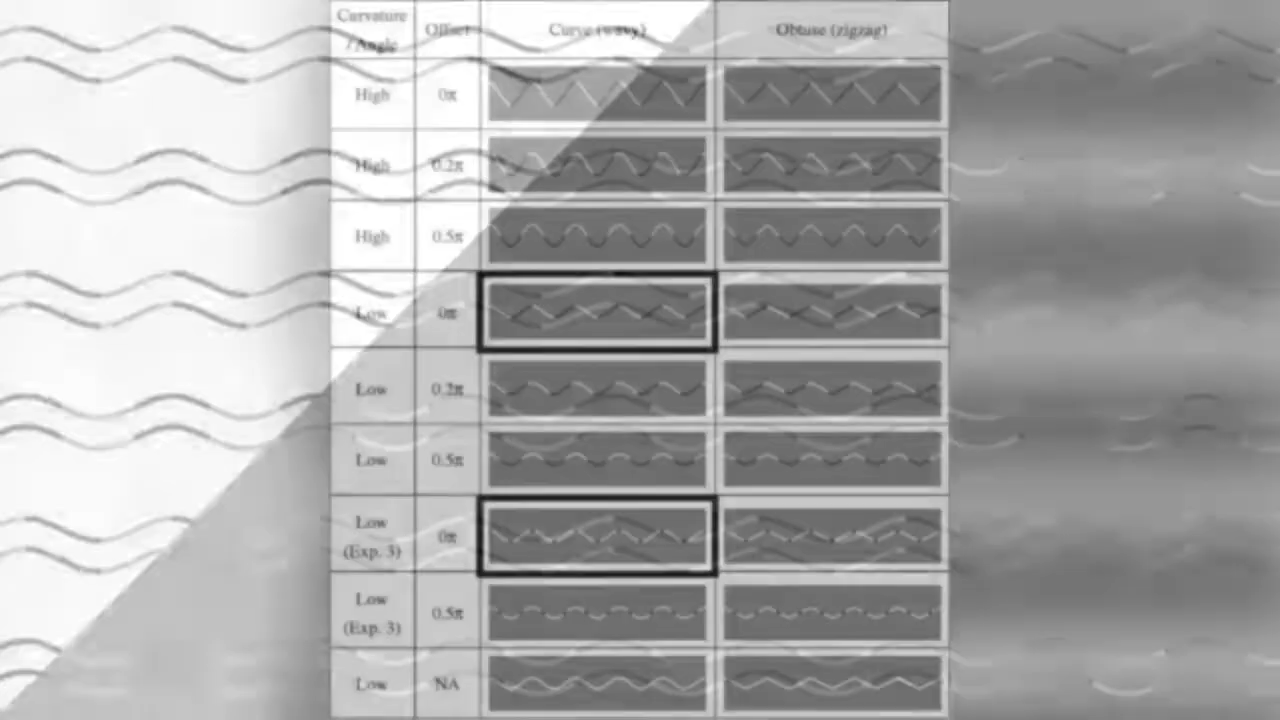 Curvature
/ Angle
Offset
Curve (wavy)
Obtuse (zigzag)
High
0π
High
0.2π
High
0.5π
Low
0π
Low
0.2π
Low
0.5π
Low
(Exp. 3)
0π
Low
(Exp. 3)
0.5π
Low
NA